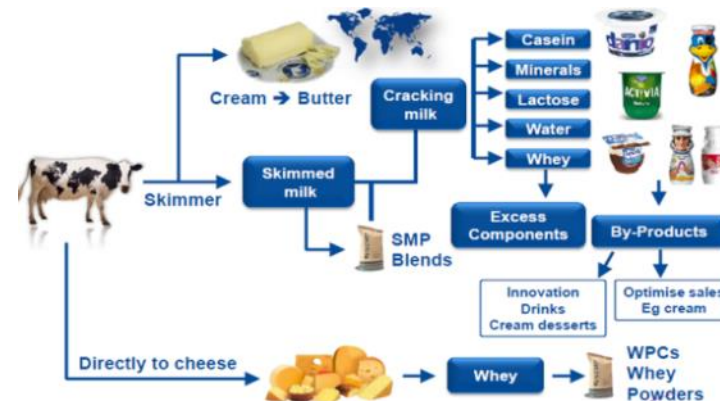 Cream → Butter
Cracking
milk
Casein
Minerals
Lactose
Water
Whey
danio
ACTIVIA
Skimmer
Skimmed
milk
SMP
Blends
Excess
Components
By-Products
Innovation
Drinks
Cream desserts
Optimise sales
Eg cream
Directly to cheese
Whey
WPCs
Whey
Powders